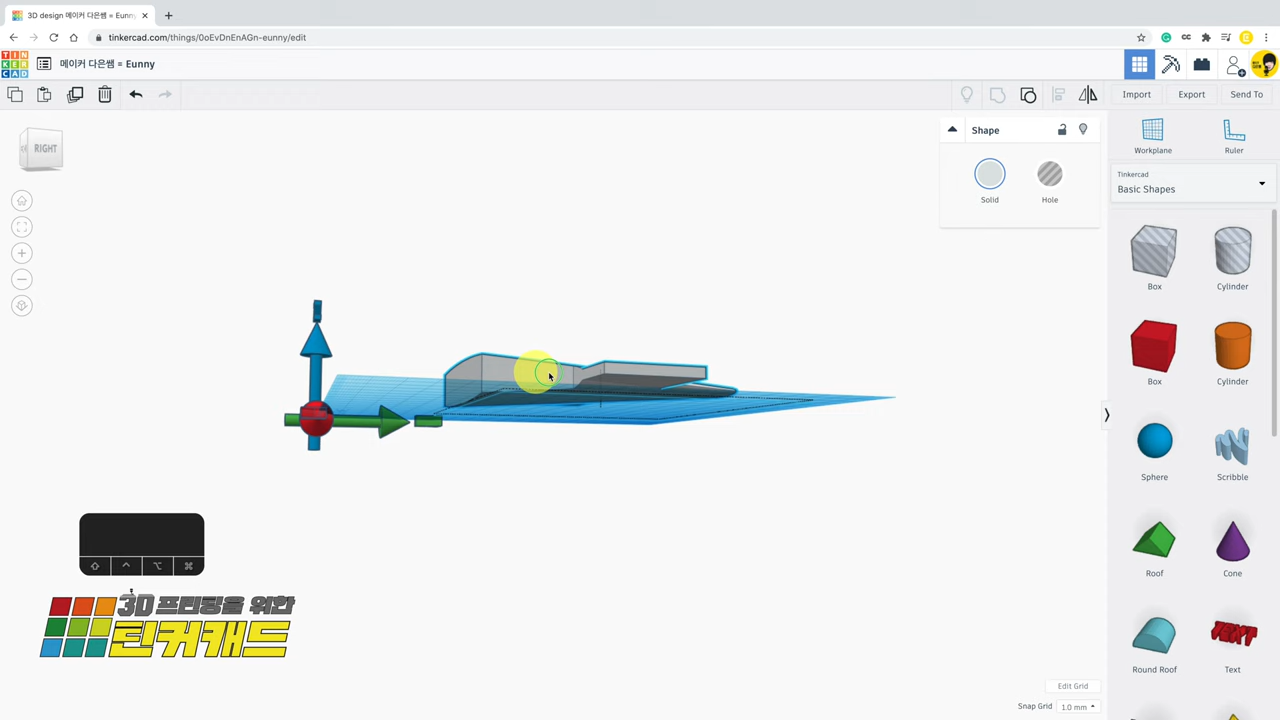 3D design 메이커 다은쌤 = Eunny
tinkercad.com/things/0oEvDnEnAGn-eunny/edit
TIN
KER
CAD
메이커 다은쌤 = Eunny
Import
Export
Send To
RIGHT
Shape
Solid
Hole
Workplane
Ruler
Tinkercad
Basic Shapes
Box
Cylinder
Box
Cylinder
Sphere
Scribble
Roof
Cone
Round Roof
TEXT
Text
3D 프린팅을 위한
틴커캐드
Edit Grid
Snap Grid
1.0 mm